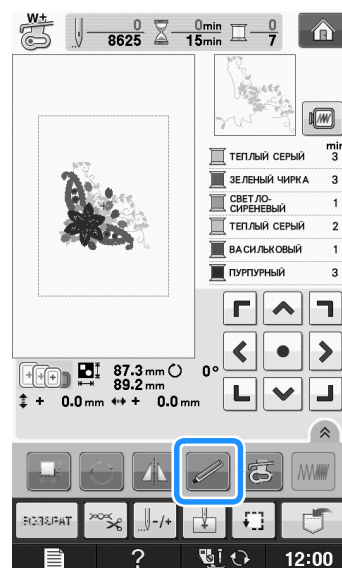 W+
0 0min 0
8625 15min 7
min
ТЕПЛЫЙ СЕРЫЙ 3
ЗЕЛЕНЫЙ ЧИРКА 3
СВЕТЛО-
СИРЕНЕВЫЙ 1
ТЕПЛЫЙ СЕРЫЙ 2
ВАСИЛЬКОВЫЙ 1
ПУРПУРНЫЙ 3
87.3 mm 0°
89.2 mm
+ 0.0 mm + 0.0 mm
ВОЗВРАТ -/+
? 12:00